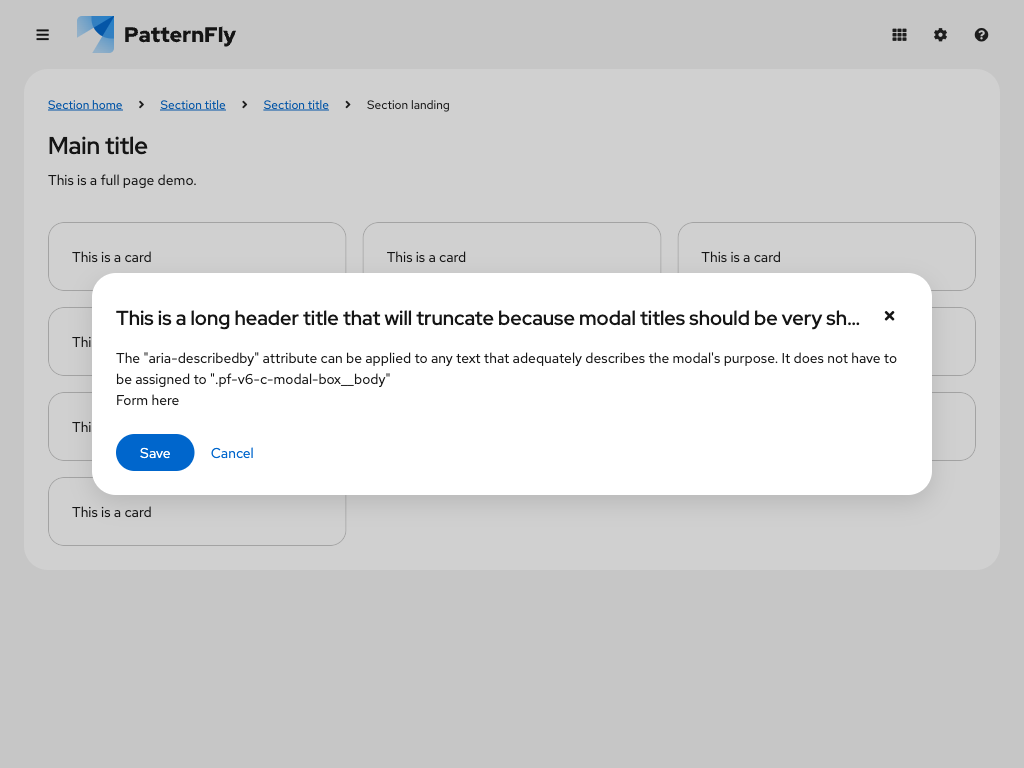 PatternFly
Section home Section title Section title Section landing
Main title
This is a full page demo.
This is a card This is a card This is a card
This is a long header title that will truncate because modal titles should be very sh...
The "aria-describedby" attribute can be applied to any text that adequately describes the modal's purpose. It does not have to
be assigned to ".pf-v6-c-modal-box__body"
Form here
Save Cancel
This is a card